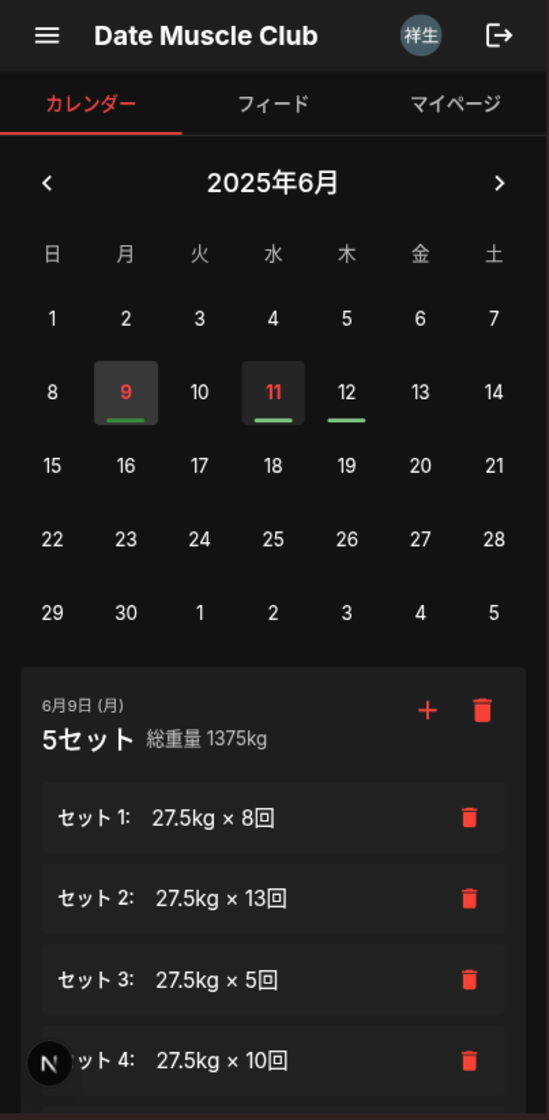 Date Muscle Club 祥生
カレンダー フィード マイページ
2025年6月
日 月 火 水 木 金 土
1 2 3 4 5 6 7
8 9 10 11 12 13 14
15 16 17 18 19 20 21
22 23 24 25 26 27 28
29 30 1 2 3 4 5
6月9日 (月)
5セット 総重量 1375kg
セット 1: 27.5kg × 8回
セット 2: 27.5kg × 13回
セット 3: 27.5kg × 5回
N ット 4: 27.5kg × 10回